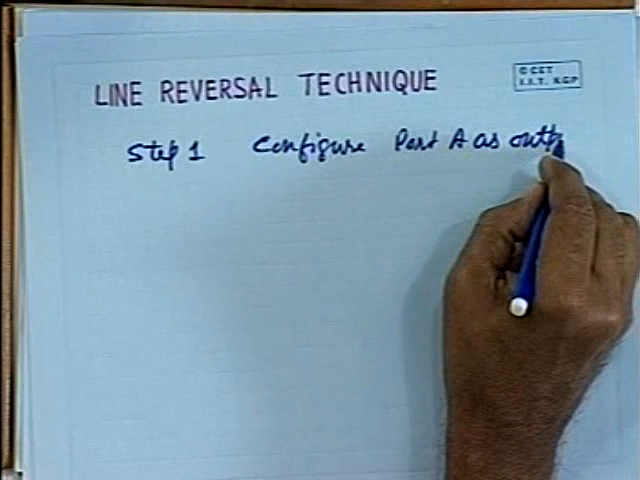 LINE REVERSAL TECHNIQUE
© CET
I.I.T. KGP
Step 1 Configure Port A as outp